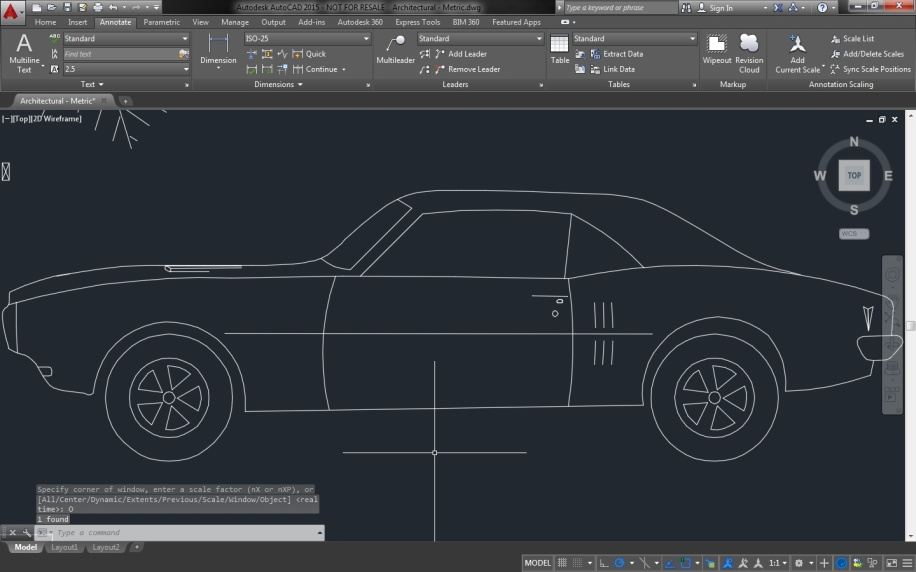 Autodesk AutoCAD 2015 - NOT FOR RESALE Architectural - Metric.dwg
Type a keyword or phrase
Sign In
Home Insert Annotate Parametric View Manage Output Add-ins Autodesk 360 Express Tools BIM 360 Featured Apps
A ABC Standard
Find text
2.5
Multiline Text
Text
ISO-25
Dimension
Quick
Continue
Dimensions
Multileader
Standard
Add Leader
Remove Leader
Leaders
Table
Standard
Extract Data
Link Data
Tables
Wipeout
Revision Cloud
Markup
Add Current Scale
Scale List
Add/Delete Scales
Sync Scale Positions
Annotation Scaling
Architectural - Metric*
[−][Top][2D Wireframe]
N
W TOP E
S
WCS
Specify corner of window, enter a scale factor (nX or nXP), or
[All/Center/Dynamic/Extents/Previous/Scale/Window/Object] <real
time>: O
1 found
Type a command
Model Layout1 Layout2 +
MODEL 1:1